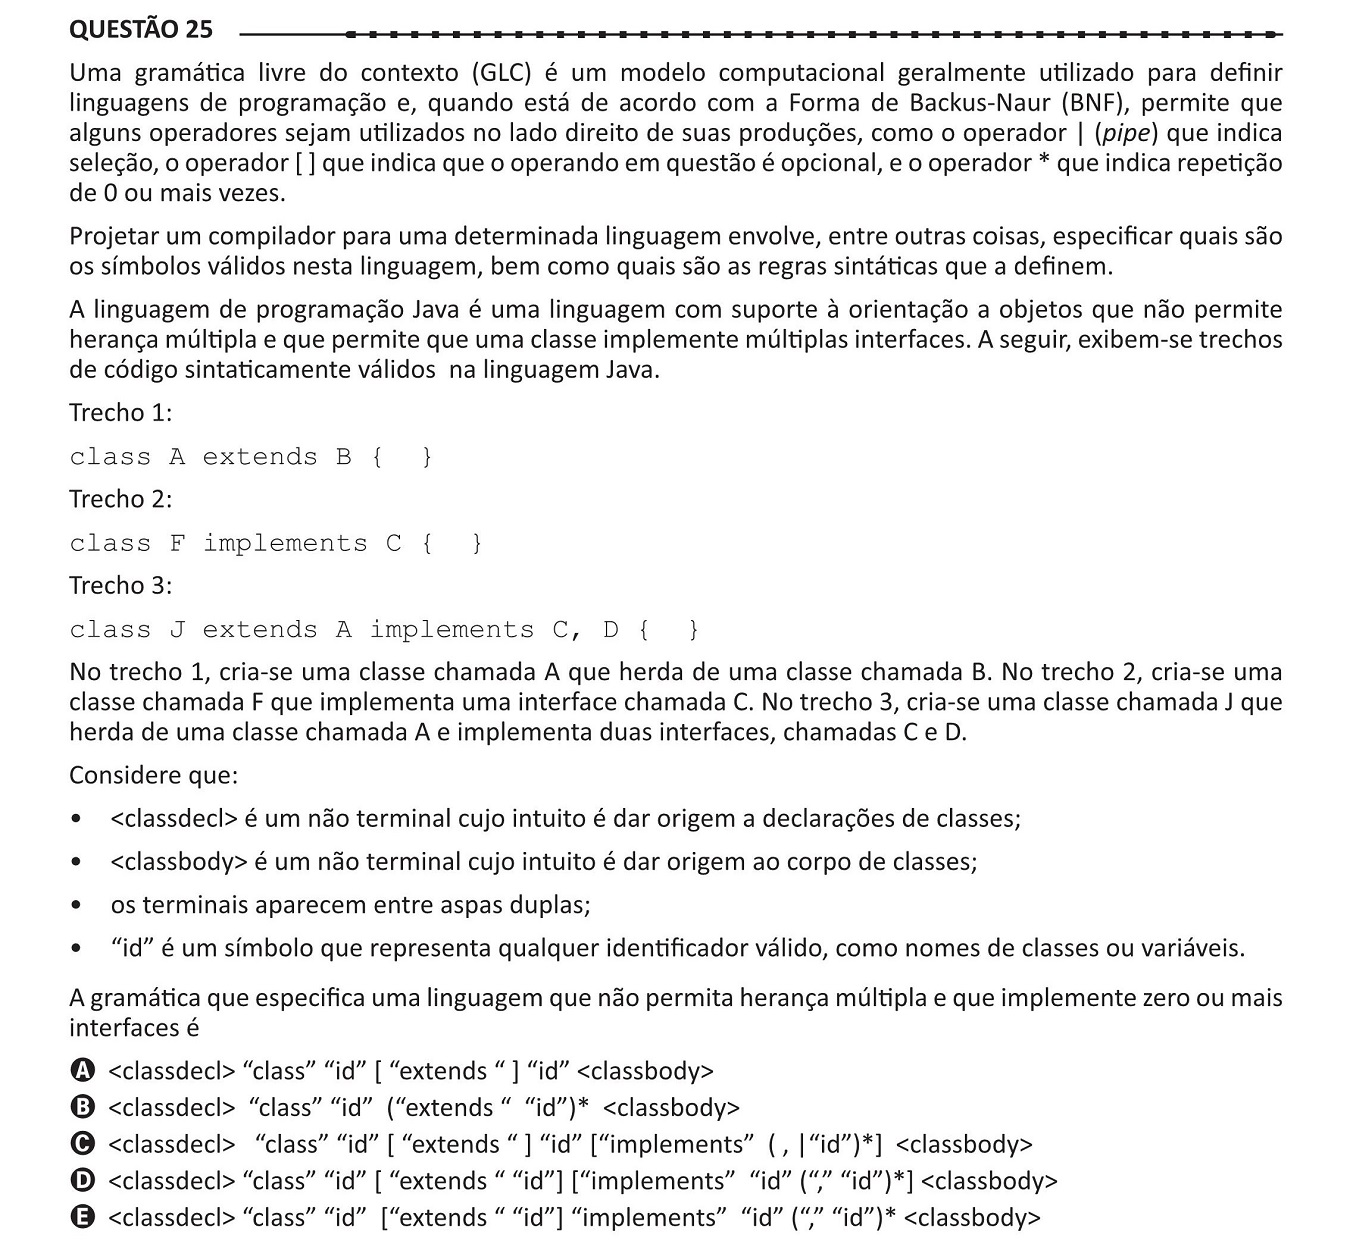 QUESTÃO 25
Uma gramática livre do contexto (GLC) é um modelo computacional geralmente utilizado para definir
linguagens de programação e, quando está de acordo com a Forma de Backus-Naur (BNF), permite que
alguns operadores sejam utilizados no lado direito de suas produções, como o operador | (pipe) que indica
seleção, o operador [ ] que indica que o operando em questão é opcional, e o operador * que indica repetição
de 0 ou mais vezes.
Projetar um compilador para uma determinada linguagem envolve, entre outras coisas, especificar quais são
os símbolos válidos nesta linguagem, bem como quais são as regras sintáticas que a definem.
A linguagem de programação Java é uma linguagem com suporte à orientação a objetos que não permite
herança múltipla e que permite que uma classe implemente múltiplas interfaces. A seguir, exibem-se trechos
de código sintaticamente válidos na linguagem Java.
Trecho 1:
class A extends B {  }
Trecho 2:
class F implements C {  }
Trecho 3:
class J extends A implements C, D {  }
No trecho 1, cria-se uma classe chamada A que herda de uma classe chamada B. No trecho 2, cria-se uma
classe chamada F que implementa uma interface chamada C. No trecho 3, cria-se uma classe chamada J que
herda de uma classe chamada A e implementa duas interfaces, chamadas C e D.
Considere que:
• <classdecl> é um não terminal cujo intuito é dar origem a declarações de classes;
• <classbody> é um não terminal cujo intuito é dar origem ao corpo de classes;
• os terminais aparecem entre aspas duplas;
• “id” é um símbolo que representa qualquer identificador válido, como nomes de classes ou variáveis.
A gramática que especifica uma linguagem que não permita herança múltipla e que implemente zero ou mais
interfaces é
A <classdecl> “class” “id” [ “extends “ ] “id” <classbody>
B <classdecl> “class” “id” (“extends “ “id”)* <classbody>
C <classdecl> “class” “id” [ “extends “ ] “id” [“implements” ( , |“id”)*] <classbody>
D <classdecl> “class” “id” [ “extends “ “id”] [“implements” “id” (“,” “id”)*] <classbody>
E <classdecl> “class” “id” [“extends “ “id”] “implements” “id” (“,” “id”)* <classbody>